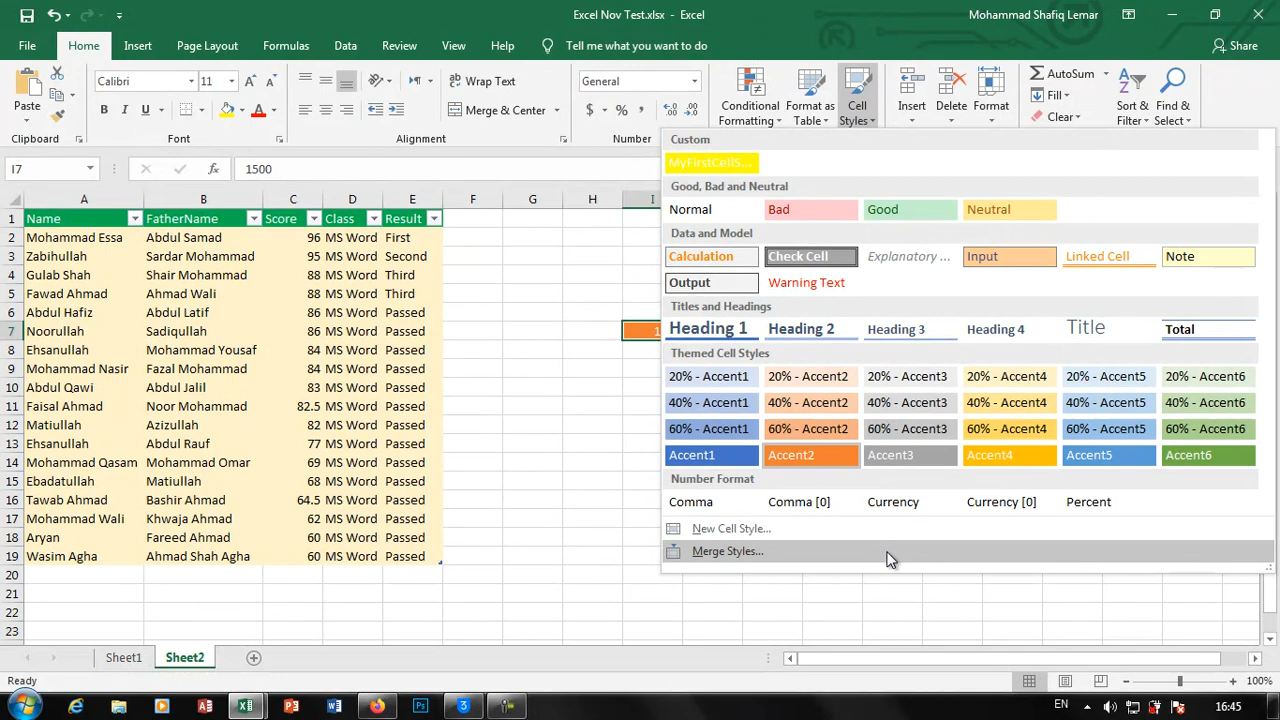 Excel Nov Test.xlsx - Excel
Mohammad Shafiq Lemar
File Home Insert Page Layout Formulas Data Review View Help Tell me what you want to do Share
Paste
Clipboard
Calibri 11
B I U
Font
Wrap Text
Merge & Center
Alignment
General
$ % ,
Number
Conditional Formatting
Format as Table
Cell Styles
Insert
Delete
Format
AutoSum
Fill
Clear
Sort & Filter
Find & Select
I7 fx 1500
A B C D E F G H I
1 Name FatherName Score Class Result
2 Mohammad Essa Abdul Samad 96 MS Word First
3 Zabihullah Sardar Mohammad 95 MS Word Second
4 Gulab Shah Shair Mohammad 88 MS Word Third
5 Fawad Ahmad Ahmad Wali 88 MS Word Third
6 Abdul Hafiz Abdul Latif 86 MS Word Passed
7 Noorullah Sadiqullah 86 MS Word Passed
8 Ehsanullah Mohammad Yousaf 84 MS Word Passed
9 Mohammad Nasir Fazal Mohammad 84 MS Word Passed
10 Abdul Qawi Abdul Jalil 83 MS Word Passed
11 Faisal Ahmad Noor Mohammad 82.5 MS Word Passed
12 Matiullah Azizullah 82 MS Word Passed
13 Ehsanullah Abdul Rauf 77 MS Word Passed
14 Mohammad Qasam Mohammad Omar 69 MS Word Passed
15 Ebadatullah Matiullah 68 MS Word Passed
16 Tawab Ahmad Bashir Ahmad 64.5 MS Word Passed
17 Mohammad Wali Khwaja Ahmad 62 MS Word Passed
18 Aryan Fareed Ahmad 60 MS Word Passed
19 Wasim Agha Ahmad Shah Agha 60 MS Word Passed
20
21
22
23
Custom
MyFirstCellS...
Good, Bad and Neutral
Normal Bad Good Neutral
Data and Model
Calculation Check Cell Explanatory ... Input Linked Cell Note
Output Warning Text
Titles and Headings
Heading 1 Heading 2 Heading 3 Heading 4 Title Total
Themed Cell Styles
20% - Accent1 20% - Accent2 20% - Accent3 20% - Accent4 20% - Accent5 20% - Accent6
40% - Accent1 40% - Accent2 40% - Accent3 40% - Accent4 40% - Accent5 40% - Accent6
60% - Accent1 60% - Accent2 60% - Accent3 60% - Accent4 60% - Accent5 60% - Accent6
Accent1 Accent2 Accent3 Accent4 Accent5 Accent6
Number Format
Comma Comma [0] Currency Currency [0] Percent
New Cell Style...
Merge Styles...
Sheet1 Sheet2
Ready
100%
EN 16:45